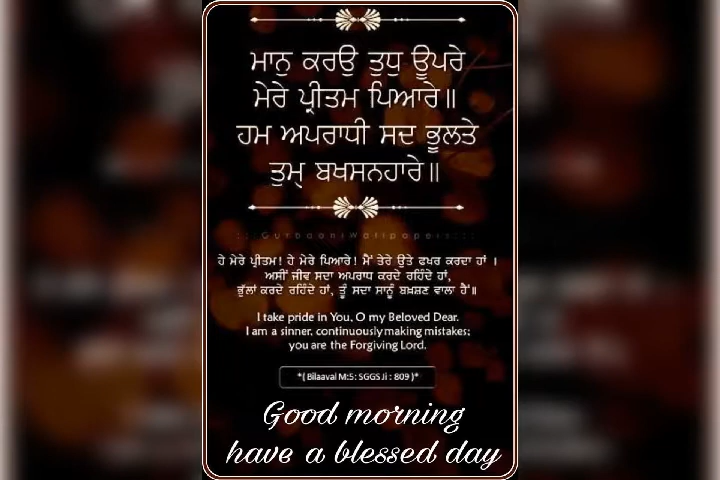 ਮਾਨੁ ਕਰਉ ਤੁਧੁ ਊਪਰੇ
ਮੇਰੇ ਪ੍ਰੀਤਮ ਪਿਆਰੇ॥
ਹਮ ਅਪਰਾਧੀ ਸਦ ਭੂਲਤੇ
ਤੁਮ੍ ਬਖਸਨਹਾਰੇ॥
:::GurbaaniWallpapers:::
ਹੇ ਮੇਰੇ ਪ੍ਰੀਤਮ! ਹੇ ਮੇਰੇ ਪਿਆਰੇ! ਮੈਂ ਤੇਰੇ ਉਤੇ ਫਖਰ ਕਰਦਾ ਹਾਂ ।
ਅਸੀਂ ਜੀਵ ਸਦਾ ਅਪਰਾਧ ਕਰਦੇ ਰਹਿੰਦੇ ਹਾਂ,
ਭੁੱਲਾਂ ਕਰਦੇ ਰਹਿੰਦੇ ਹਾਂ, ਤੂੰ ਸਦਾ ਸਾਨੂੰ ਬਖ਼ਸ਼ਣ ਵਾਲਾ ਹੈਂ॥
I take pride in You, O my Beloved Dear.
I am a sinner, continuously making mistakes;
you are the Forgiving Lord.
*( Bilaaval M:5: SGGS Ji : 809 )*
Good morning
have a blessed day